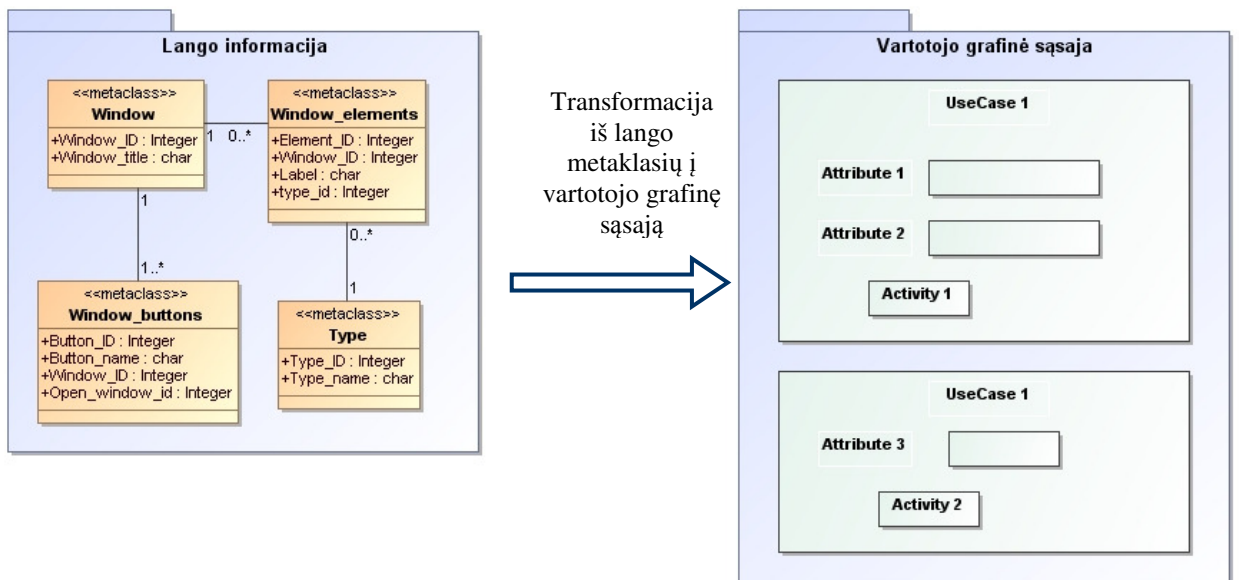 Lango informacija
<<metaclass>>
Window
+Window_ID : Integer
+Window_title : char
1
0..*
<<metaclass>>
Window_elements
+Element_ID : Integer
+Window_ID : Integer
+Label : char
+type_id : Integer
1
1..*
0..*
1
<<metaclass>>
Window_buttons
+Button_ID : Integer
+Button_name : char
+Window_ID : Integer
+Open_window_id : Integer
<<metaclass>>
Type
+Type_ID : Integer
+Type_name : char
Transformacija
iš lango
metaklasių į
vartotojo grafinę
sąsają
Vartotojo grafinė sąsaja
UseCase 1
Attribute 1
Attribute 2
Activity 1
UseCase 1
Attribute 3
Activity 2